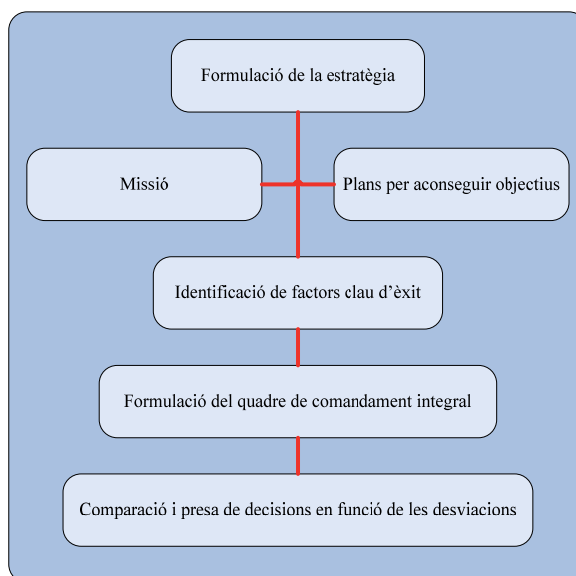 Formulació de la estratègia
Missió
Plans per aconseguir objectius
Identificació de factors clau d'èxit
Formulació del quadre de comandament integral
Comparació i presa de decisions en funció de les desviacions